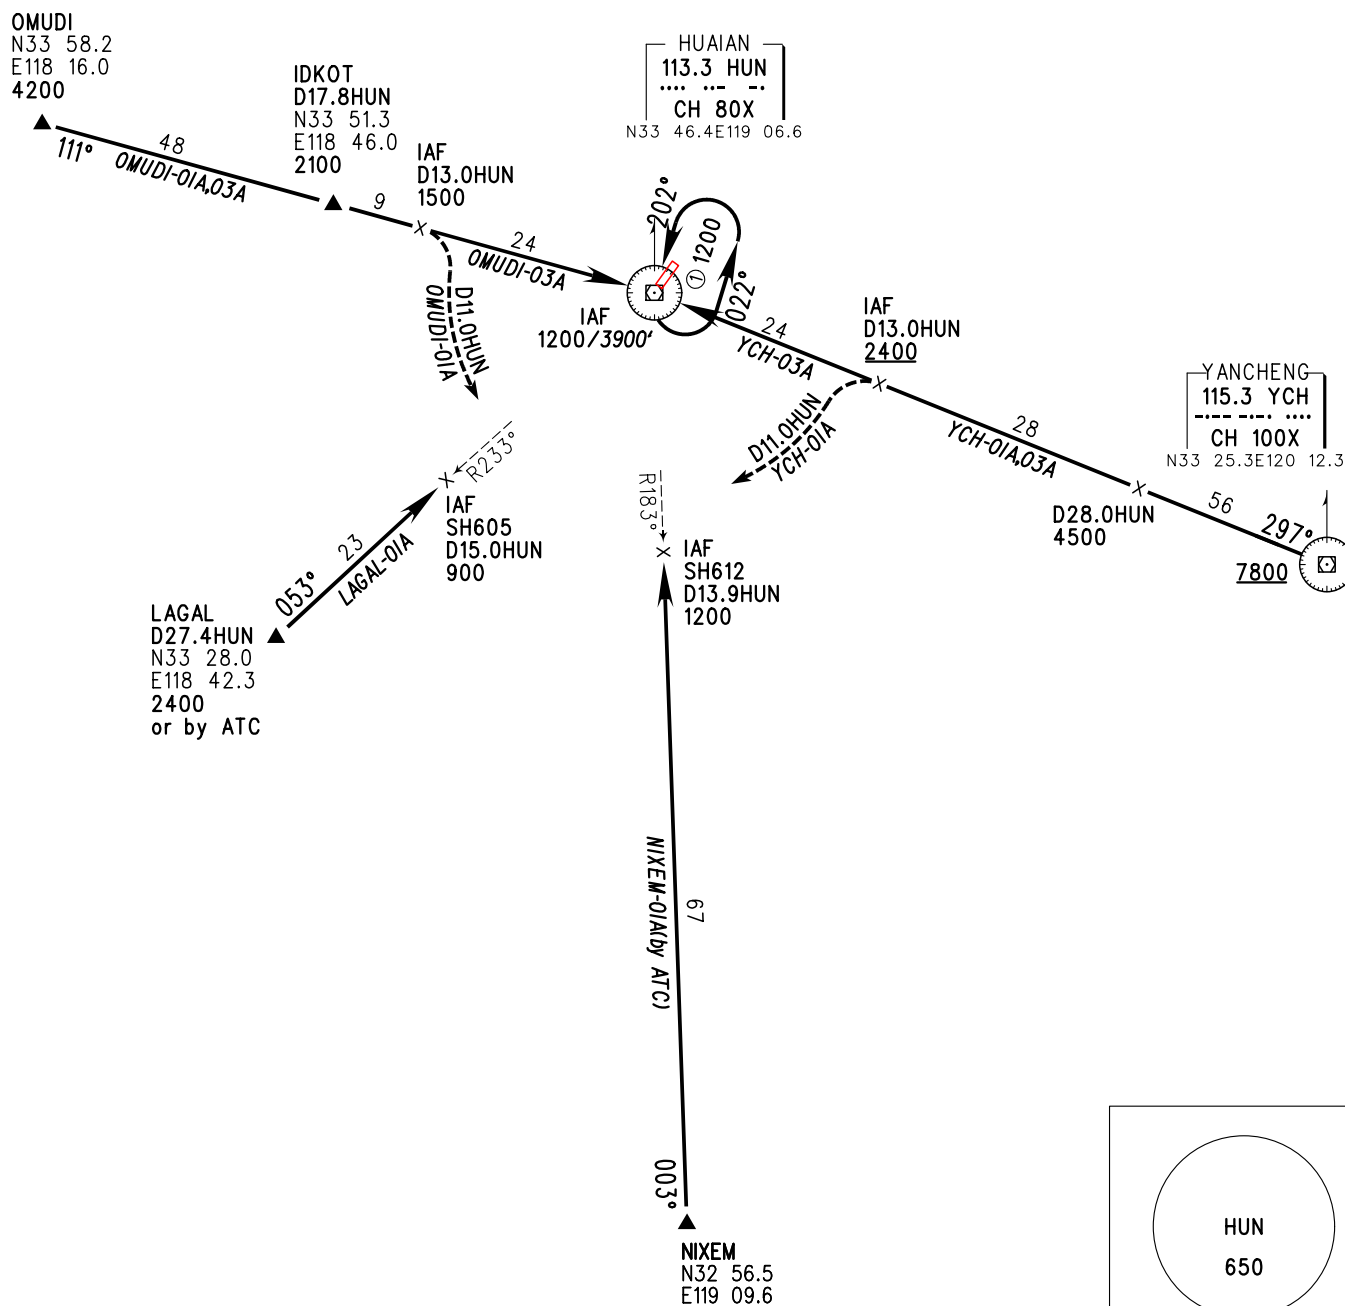 OMUDI
N33 58.2
E118 16.0
4200
111°
48
OMUDI-01A,03A
IDKOT
D17.8HUN
N33 51.3
E118 46.0
2100
9
IAF
D13.0HUN
1500
24
OMUDI-03A
D11.0HUN
OMUDI-01A
HUAIAN
113.3 HUN
CH 80X
N33 46.4E119 06.6
202°
① 1200
022°
IAF
1200/3900'
24
YCH-03A
IAF
D13.0HUN
2400
D11.0HUN
YCH-01A
28
YCH-01A,03A
YANCHENG
115.3 YCH
CH 100X
N33 25.3E120 12.3
D28.0HUN
4500
56
297°
7800
R233°
IAF
SH605
D15.0HUN
900
053°
23
LAGAL-01A
LAGAL
D27.4HUN
N33 28.0
E118 42.3
2400
or by ATC
R183°
IAF
SH612
D13.9HUN
1200
NIXEM-01A(by ATC)
67
003°
NIXEM
N32 56.5
E119 09.6
HUN
650